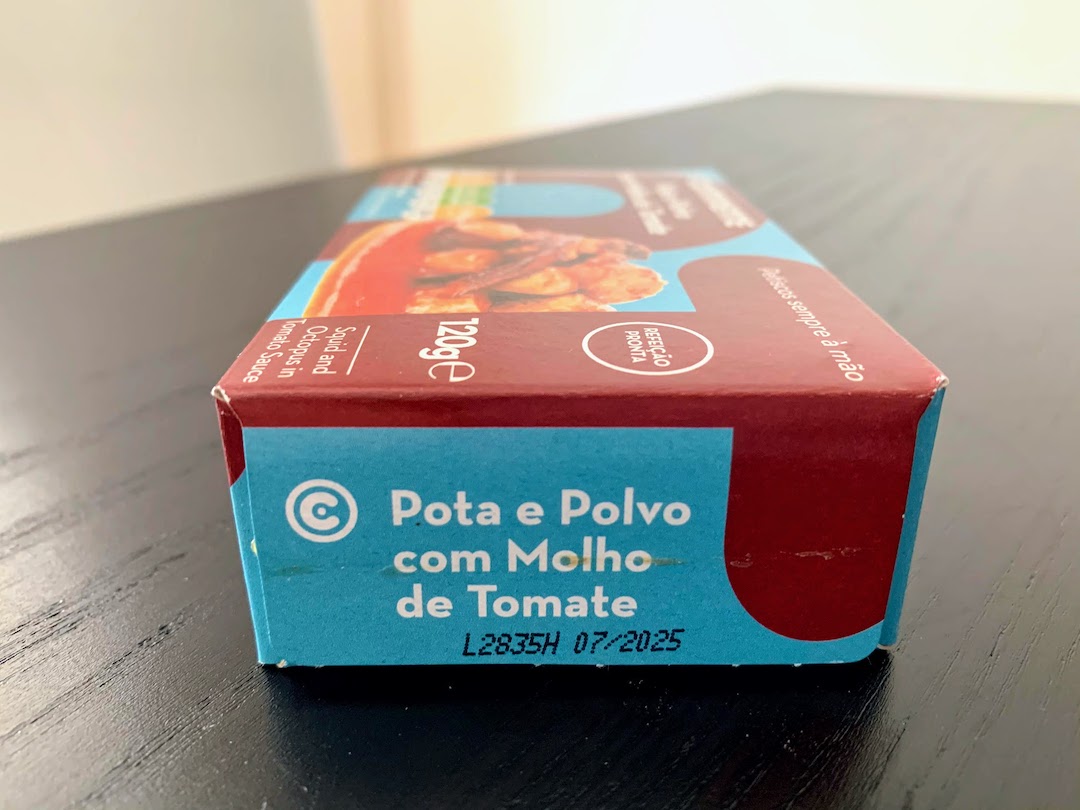 Petiscos sempre à mão
REFEIÇÃO
PRONTA
120g℮
Squid and
Octopus in
Tomato Sauce
© Pota e Polvo
com Molho
de Tomate
L2835H 07/2025